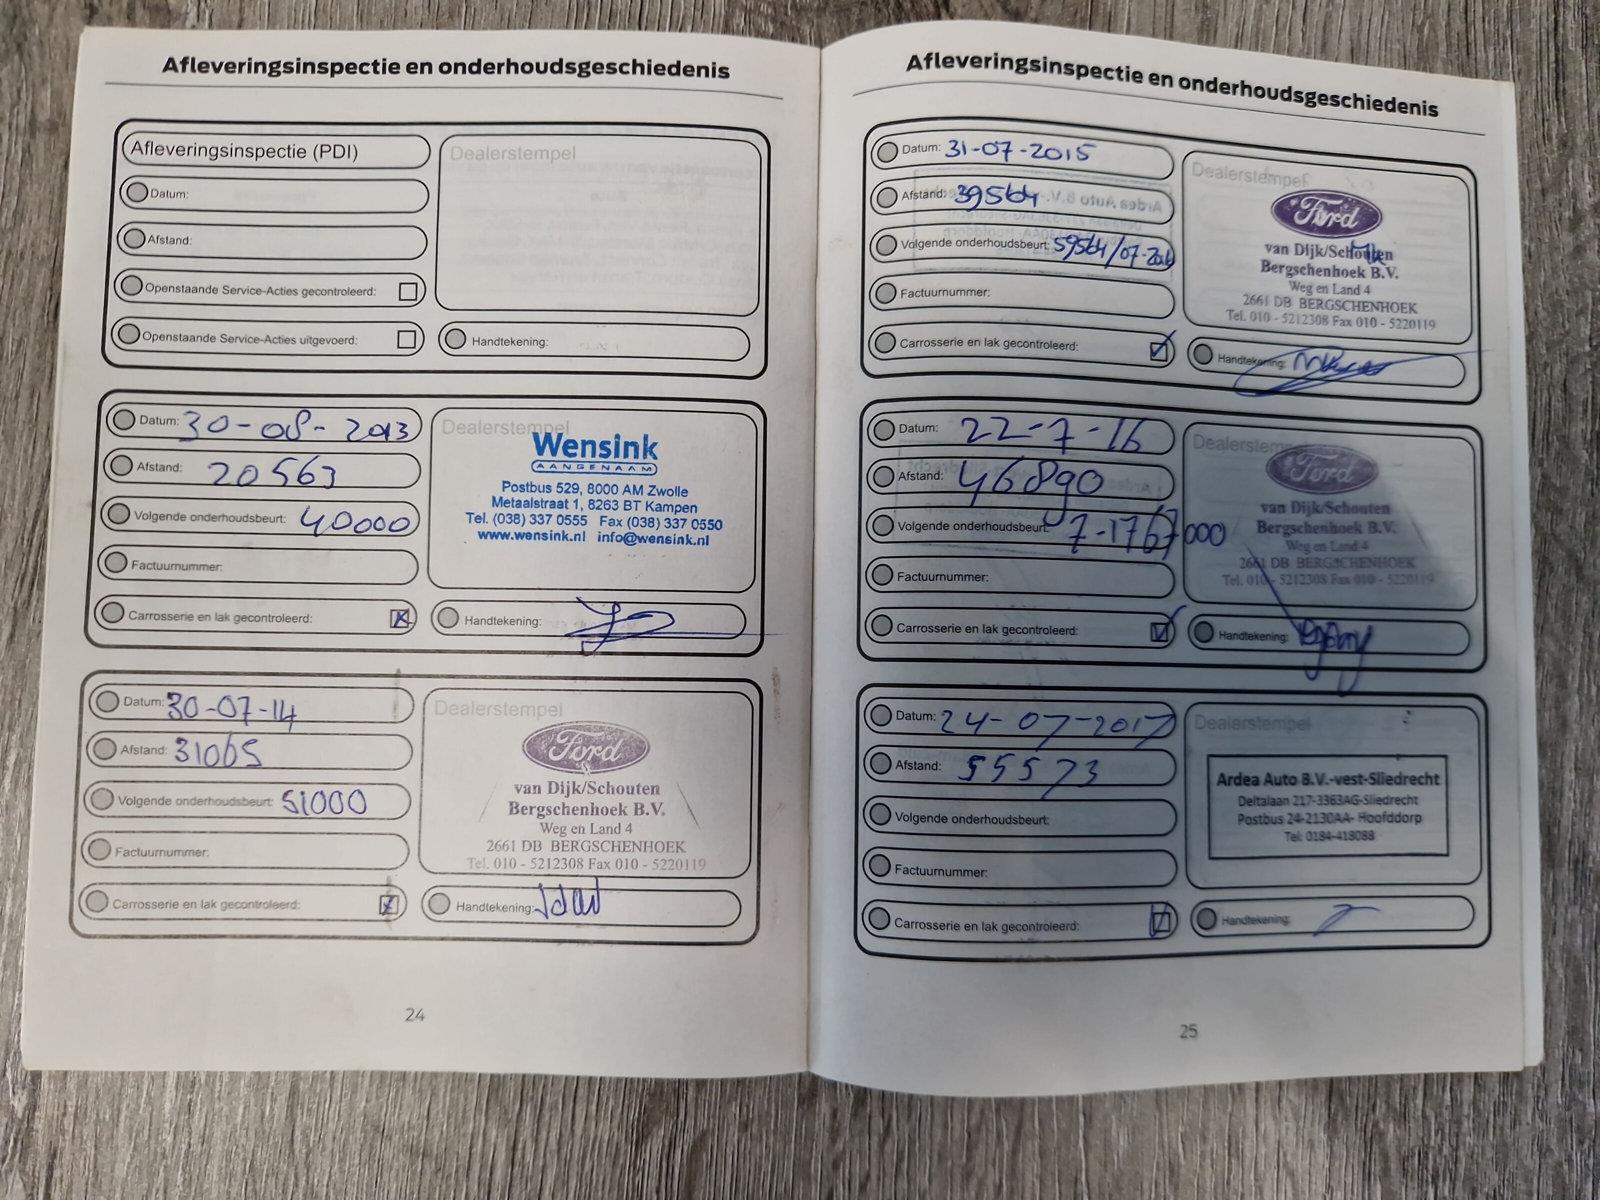 Afleveringsinspectie en onderhoudsgeschiedenis
Afleveringsinspectie (PDI)
Datum:
Afstand:
Openstaande Service-Acties gecontroleerd:
Openstaande Service-Acties uitgevoerd:
Dealerstempel
Handtekening:
Datum: 30-08-2013
Afstand: 20563
Volgende onderhoudsbeurt: 40000
Factuurnummer:
Carrosserie en lak gecontroleerd:
Dealerstempel
Wensink
AANGENAAM
Postbus 529, 8000 AM Zwolle
Metaalstraat 1, 8263 BT Kampen
Tel. (038) 337 0555 Fax (038) 337 0550
www.wensink.nl info@wensink.nl
Handtekening:
Datum: 30-07-14
Afstand: 31065
Volgende onderhoudsbeurt: 51000
Factuurnummer:
Carrosserie en lak gecontroleerd:
Dealerstempel
Ford
van Dijk/Schouten
Bergschenhoek B.V.
Weg en Land 4
2661 DB BERGSCHENHOEK
Tel. 010 - 5212308 Fax 010 - 5220119
Handtekening:
24
Afleveringsinspectie en onderhoudsgeschiedenis
Datum: 31-07-2015
Afstand: 39564
Volgende onderhoudsbeurt: 59564/07-2016
Factuurnummer:
Carrosserie en lak gecontroleerd:
Dealerstempel
Ford
van Dijk/Schouten
Bergschenhoek B.V.
Weg en Land 4
2661 DB BERGSCHENHOEK
Tel. 010 - 5212308 Fax 010 - 5220119
Handtekening:
Datum: 22-7-16
Afstand: 46890
Volgende onderhoudsbeurt: 7-17 67000
Factuurnummer:
Carrosserie en lak gecontroleerd:
Dealerstempel
Ford
van Dijk/Schouten
Bergschenhoek B.V.
Weg en Land 4
2661 DB BERGSCHENHOEK
Tel. 010 - 5212308 Fax 010 - 5220119
Handtekening:
Datum: 24-07-2017
Afstand: 55573
Volgende onderhoudsbeurt:
Factuurnummer:
Carrosserie en lak gecontroleerd:
Dealerstempel
Ardea Auto B.V.-vest-Sliedrecht
Deltalaan 217-3363AG-Sliedrecht
Postbus 24-2130AA- Hoofddorp
Tel: 0184-418088
Handtekening:
25